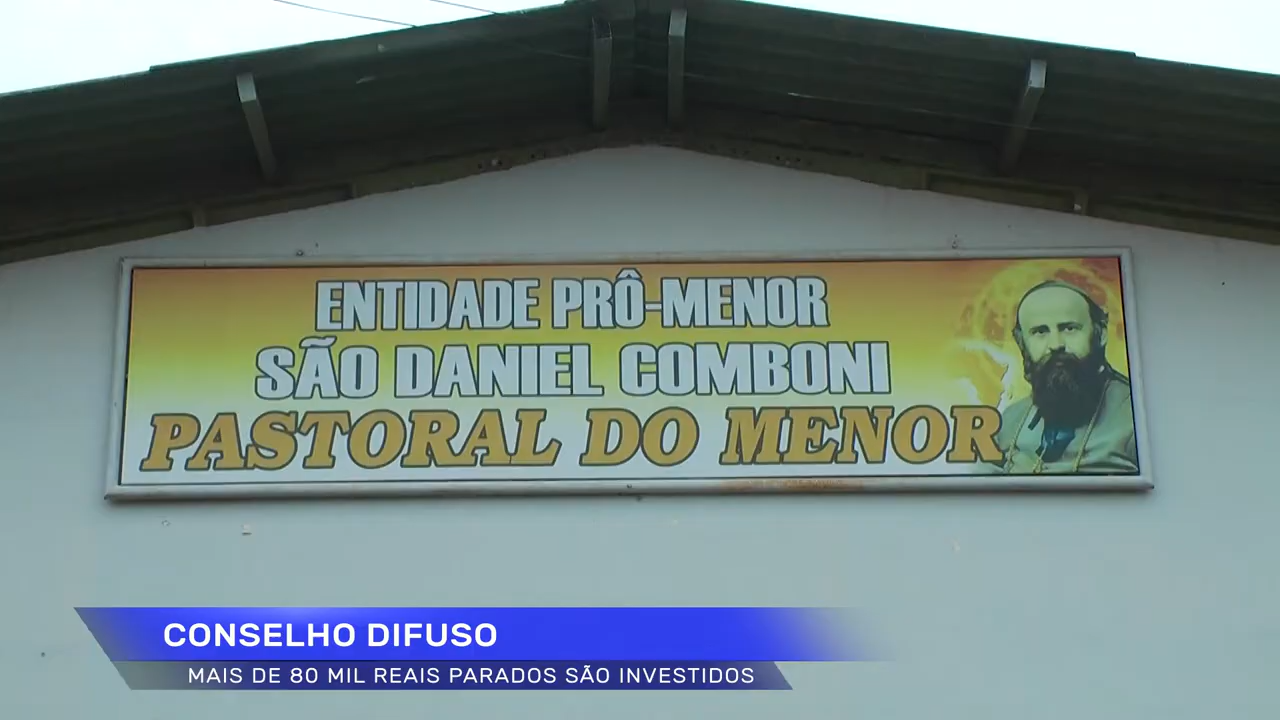 ENTIDADE PRÔ-MENOR
SÃO DANIEL COMBONI
PASTORAL DO MENOR
CONSELHO DIFUSO
MAIS DE 80 MIL REAIS PARADOS SÃO INVESTIDOS